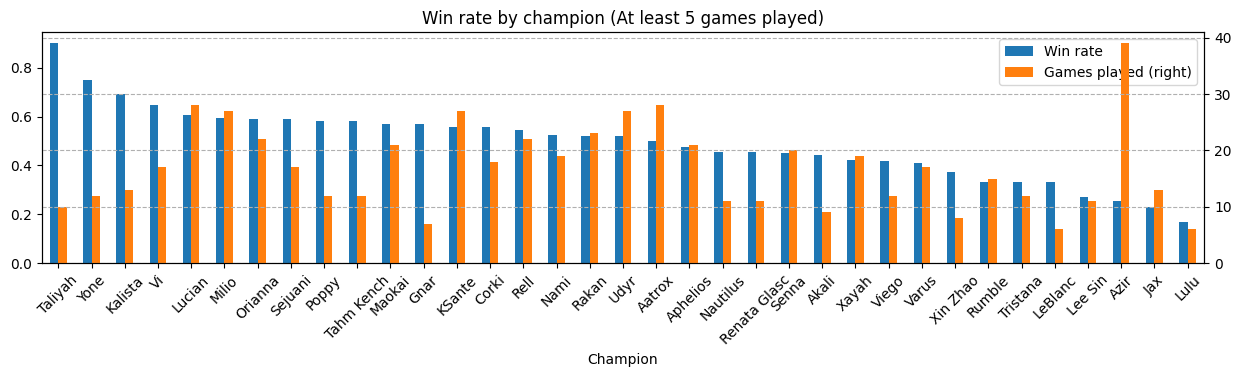 Win rate by champion (At least 5 games played)
Win rate
Games played (right)
0.8
0.6
0.4
0.2
0.0
40
30
20
10
0
Taliyah
Yone
Kalista
Vi
Lucian
Milio
Orianna
Sejuani
Poppy
Tahm Kench
Maokai
Gnar
KSante
Corki
Rell
Nami
Rakan
Udyr
Aatrox
Aphelios
Nautilus
Renata Glasc
Senna
Akali
Xayah
Viego
Varus
Xin Zhao
Rumble
Tristana
LeBlanc
Lee Sin
Azir
Jax
Lulu
Champion